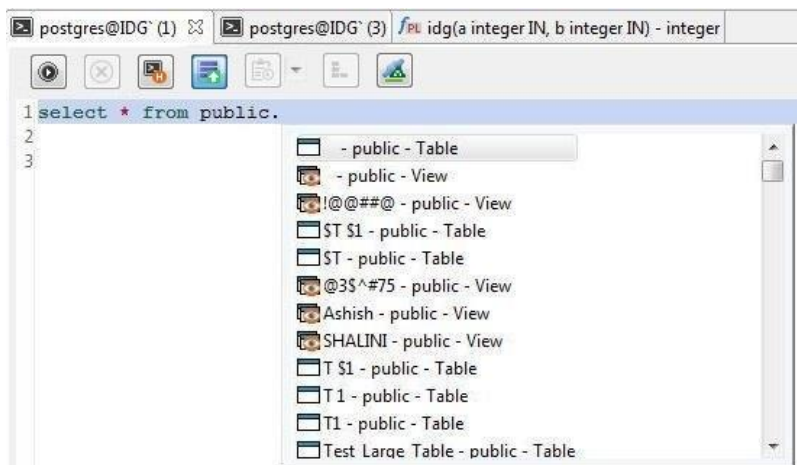 postgres@IDG` (1) postgres@IDG` (3) PL idg(a integer IN, b integer IN) - integer
1 select * from public.
2
3
- public - Table
- public - View
!@@##@ - public - View
$T $1 - public - Table
$T - public - Table
@3$^#75 - public - View
Ashish - public - View
SHALINI - public - View
T $1 - public - Table
T 1 - public - Table
T1 - public - Table
Test Large Table - public - Table